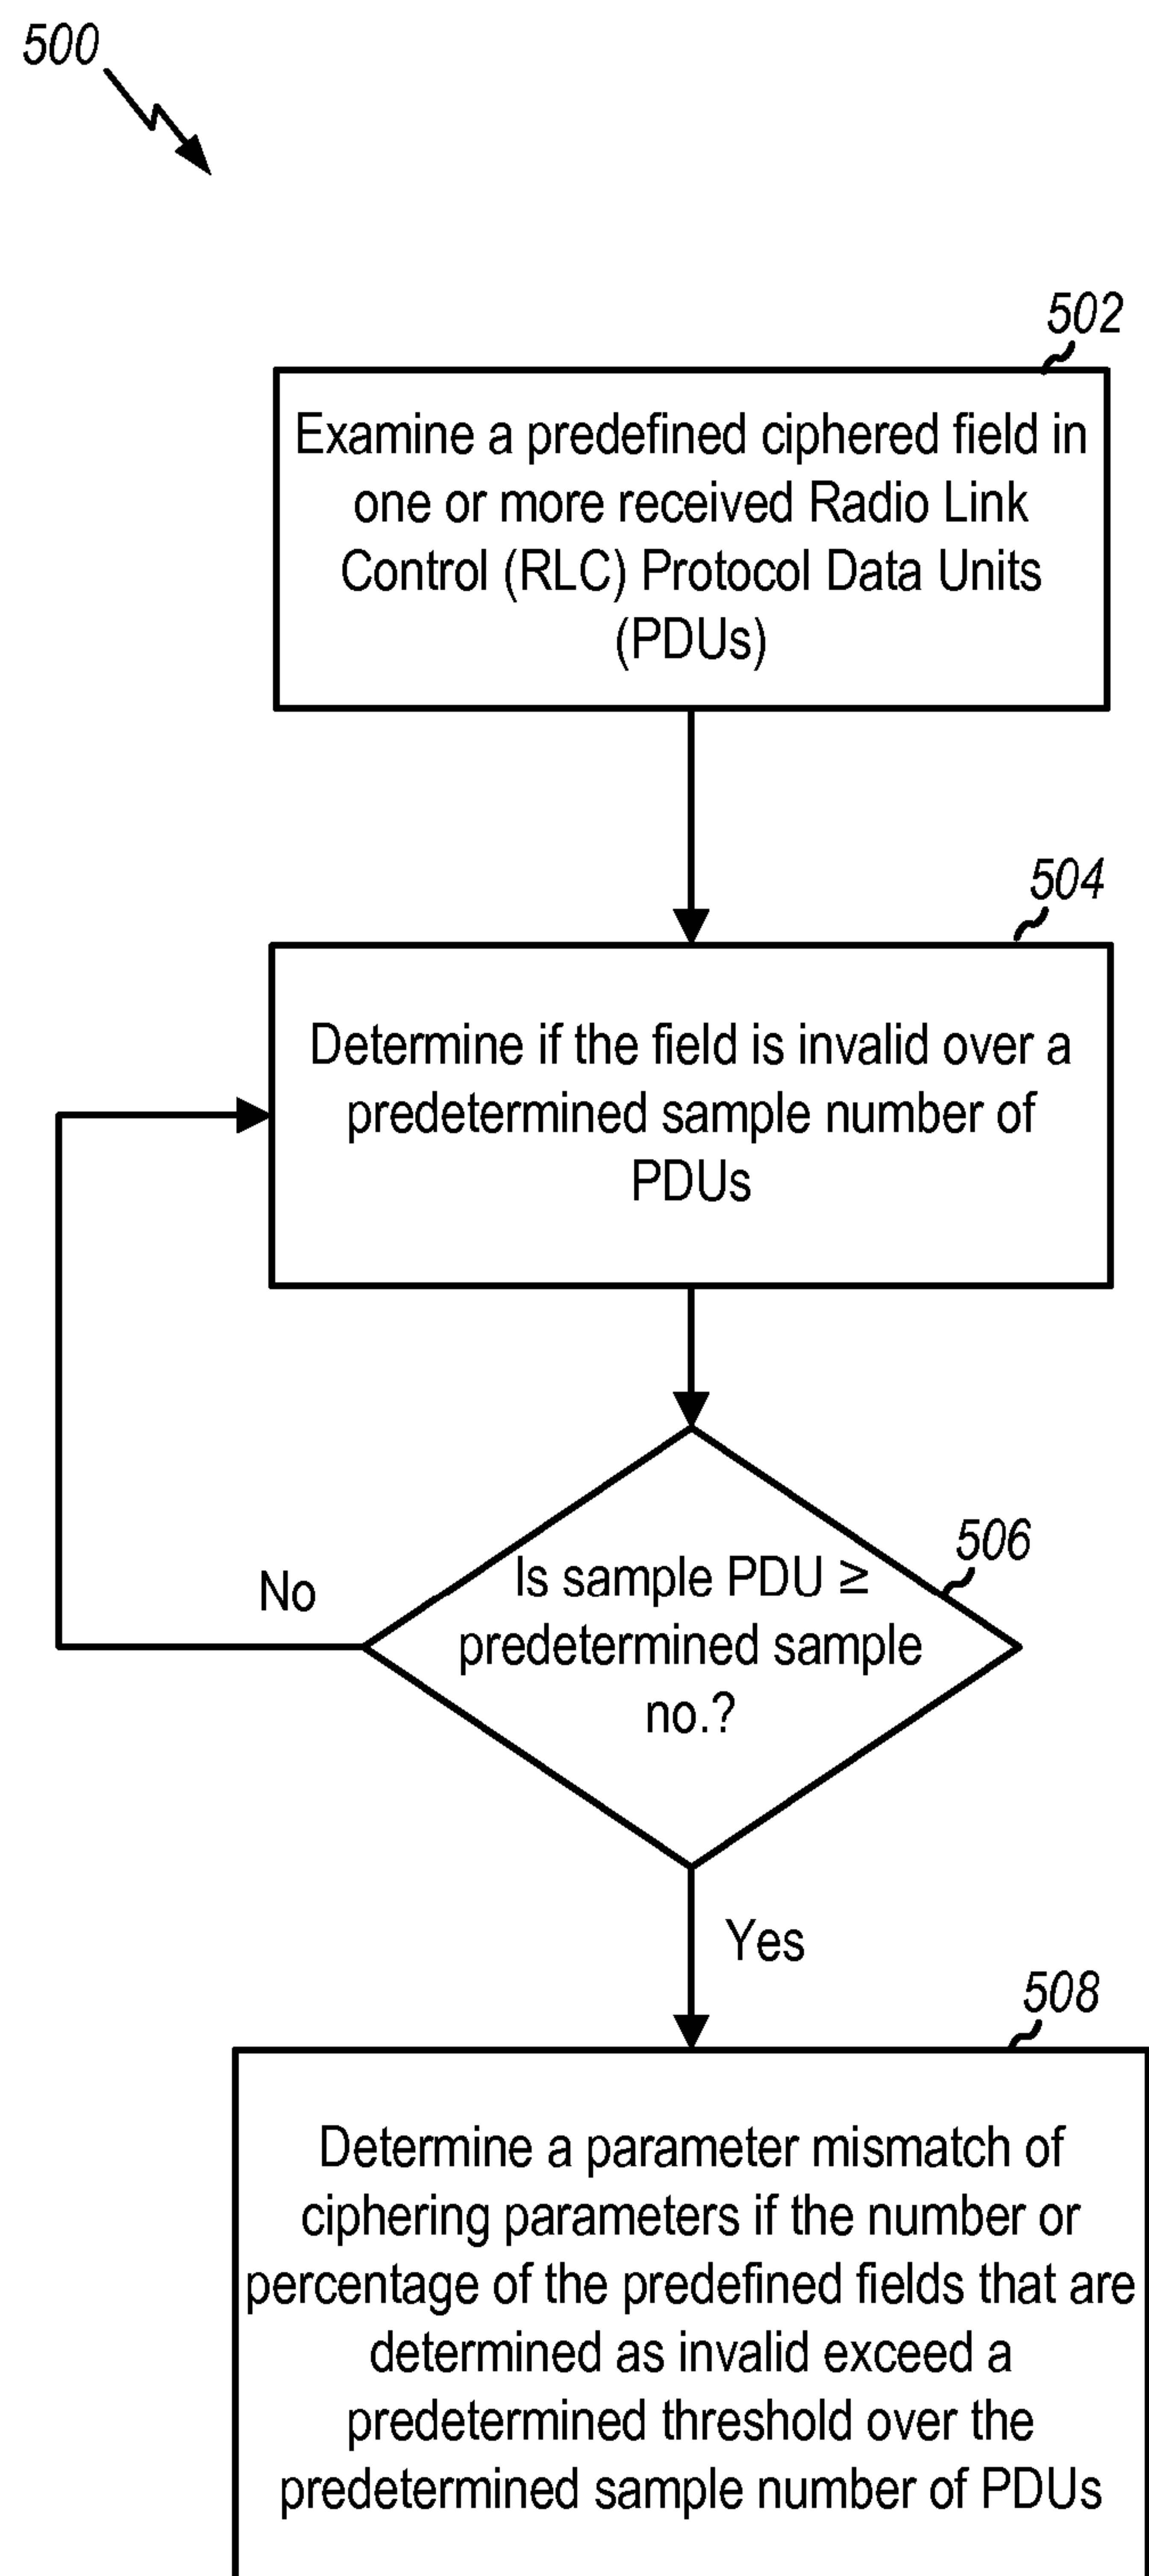 500
502
Examine a predefined ciphered field in
one or more received Radio Link
Control (RLC) Protocol Data Units
(PDUs)
504
Determine if the field is invalid over a
predetermined sample number of
PDUs
506
Is sample PDU ≥
predetermined sample
no.?
No
Yes
508
Determine a parameter mismatch of
ciphering parameters if the number or
percentage of the predefined fields that are
determined as invalid exceed a
predetermined threshold over the
predetermined sample number of PDUs